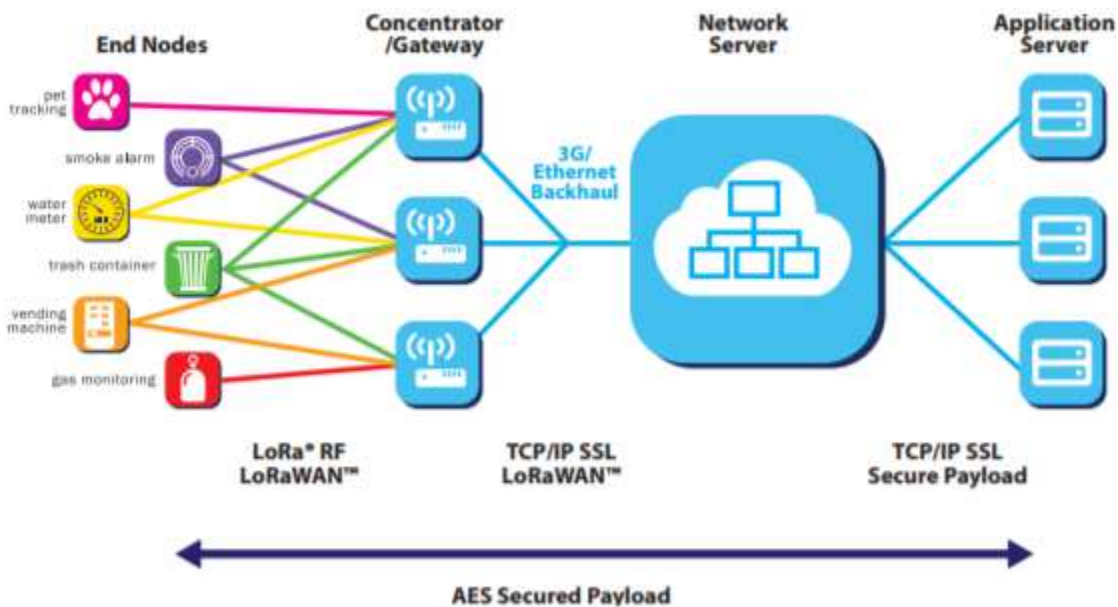 End Nodes
Concentrator
/Gateway
Network
Server
Application
Server
pet
tracking
smoke alarm
water
meter
trash container
vending
machine
gas monitoring
3G/
Ethernet
Backhaul
LoRa® RF
LoRaWAN™
TCP/IP SSL
LoRaWAN™
TCP/IP SSL
Secure Payload
AES Secured Payload